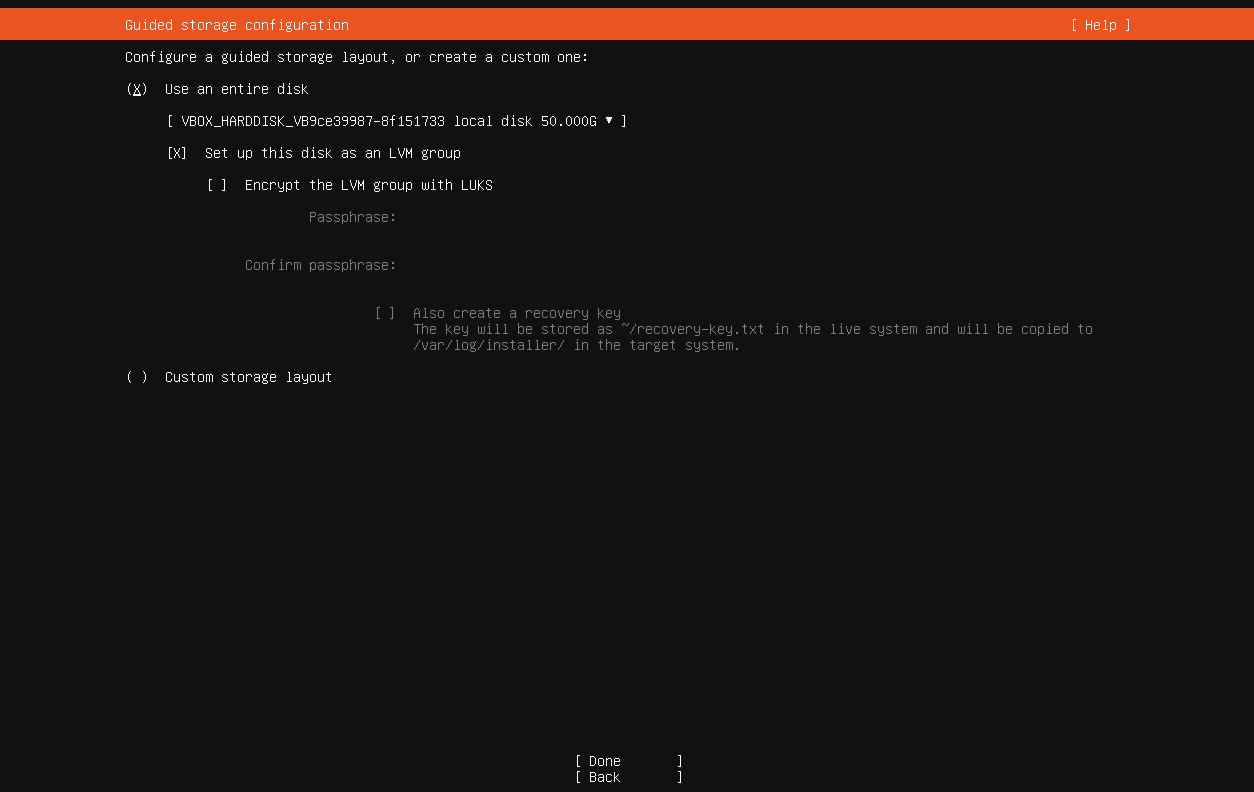 Guided storage configuration [ Help ]
Configure a guided storage layout, or create a custom one:
(X) Use an entire disk
[ VBOX_HARDDISK_VB9ce39987-8f151733 local disk 50.000G ▾ ]
[X] Set up this disk as an LVM group
[ ] Encrypt the LVM group with LUKS
Passphrase:
Confirm passphrase:
[ ] Also create a recovery key
The key will be stored as ~/recovery-key.txt in the live system and will be copied to
/var/log/installer/ in the target system.
( ) Custom storage layout
[ Done ]
[ Back ]